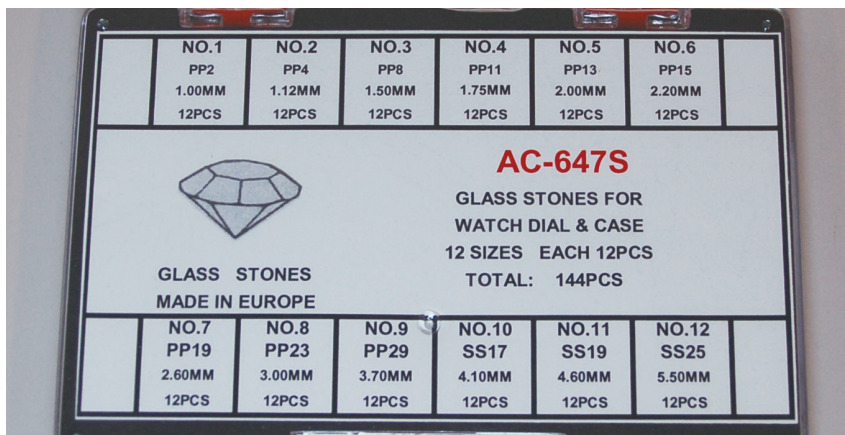 NO.1 NO.2 NO.3 NO.4 NO.5 NO.6
PP2 PP4 PP8 PP11 PP13 PP15
1.00MM 1.12MM 1.50MM 1.75MM 2.00MM 2.20MM
12PCS 12PCS 12PCS 12PCS 12PCS 12PCS
AC-647S
GLASS STONES FOR
WATCH DIAL & CASE
12 SIZES EACH 12PCS
TOTAL: 144PCS
GLASS STONES
MADE IN EUROPE
NO.7 NO.8 NO.9 NO.10 NO.11 NO.12
PP19 PP23 PP29 SS17 SS19 SS25
2.60MM 3.00MM 3.70MM 4.10MM 4.60MM 5.50MM
12PCS 12PCS 12PCS 12PCS 12PCS 12PCS